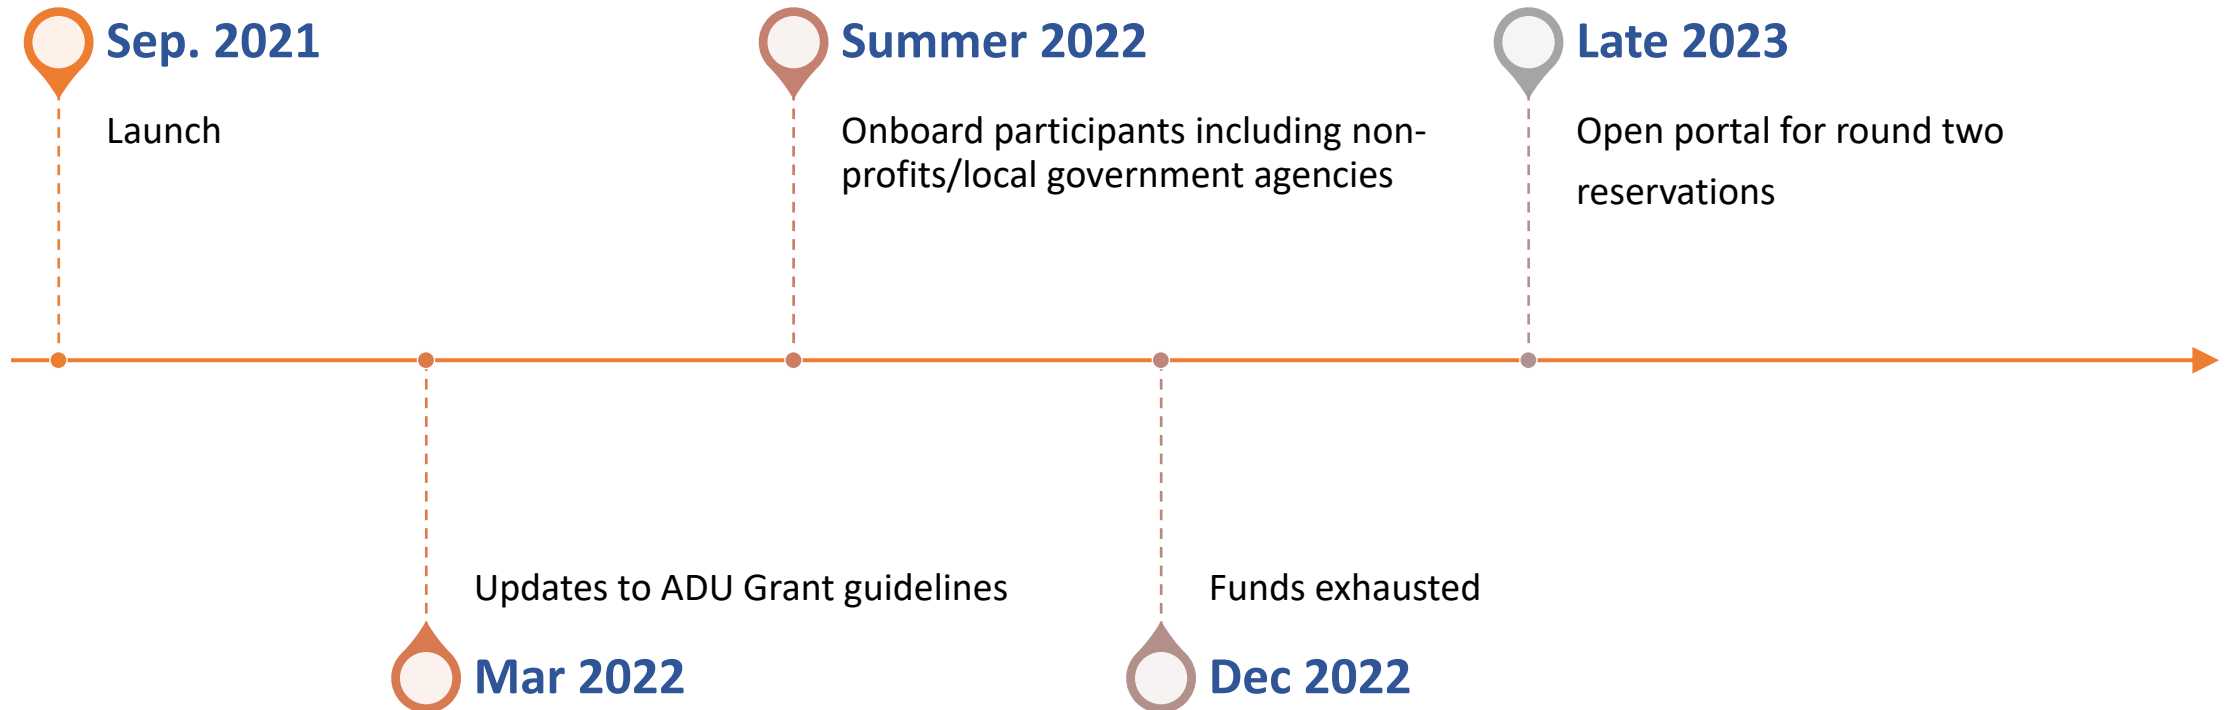 Sep. 2021
Launch
Summer 2022
Onboard participants including non-
profits/local government agencies
Late 2023
Open portal for round two
reservations
Updates to ADU Grant guidelines
Mar 2022
Funds exhausted
Dec 2022